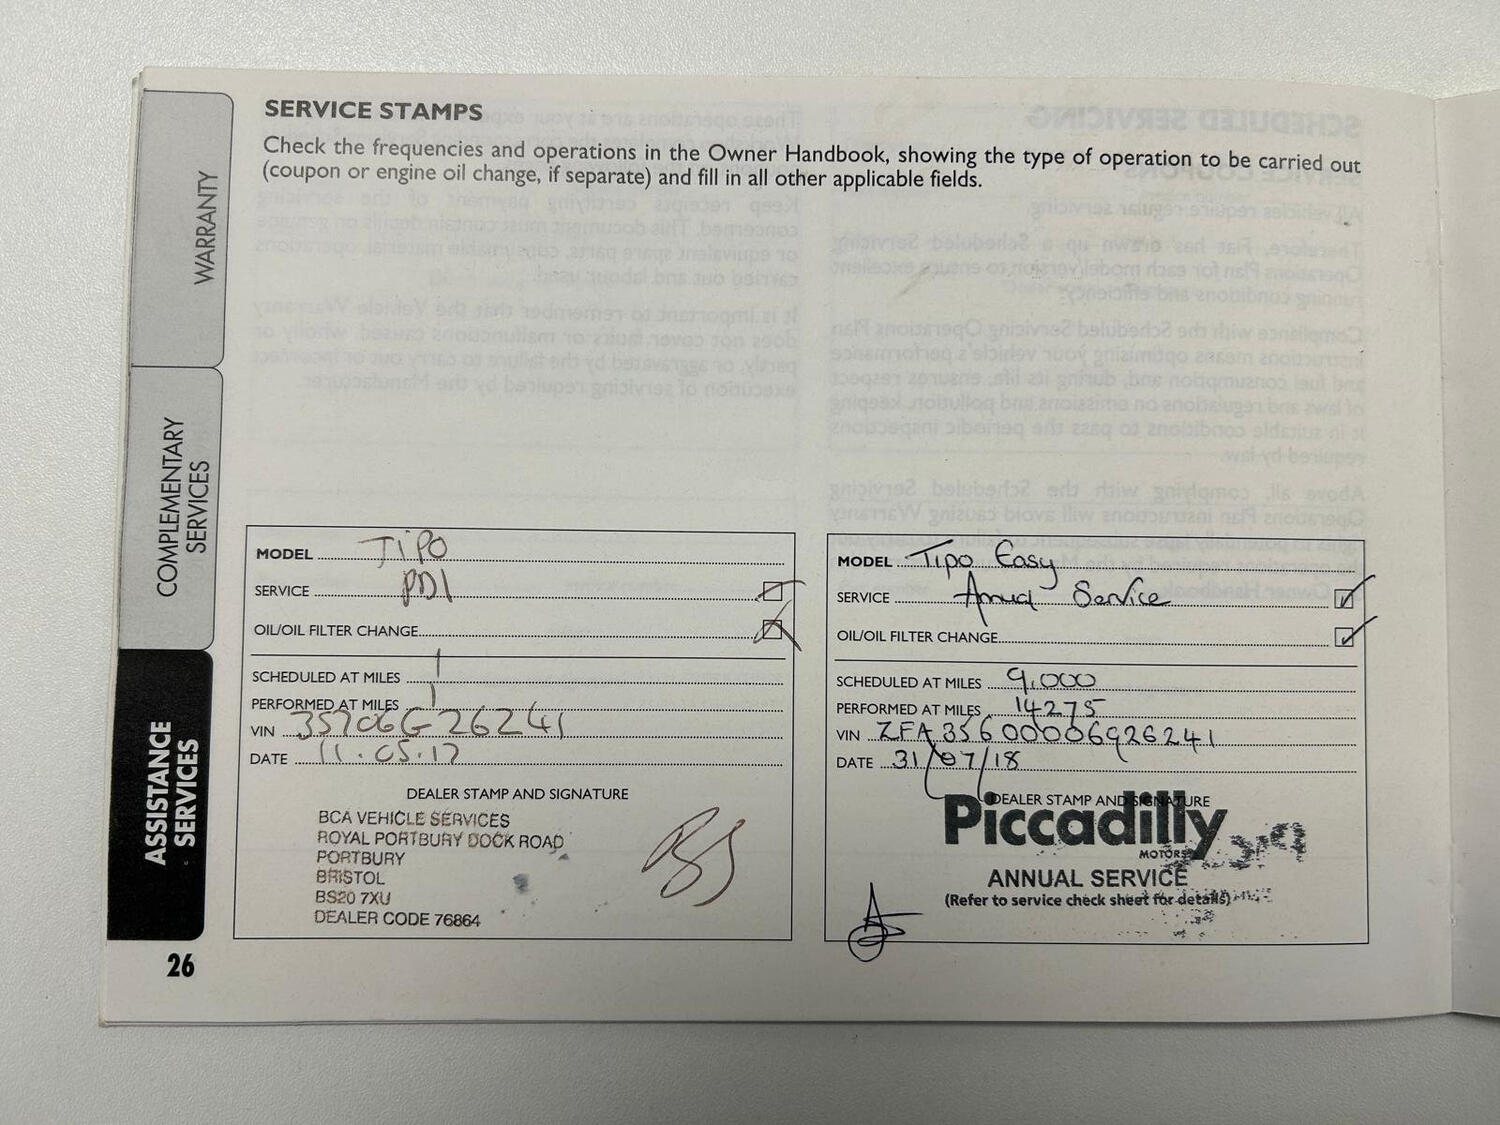 WARRANTY
COMPLEMENTARY
SERVICES
ASSISTANCE
SERVICES
26
SERVICE STAMPS
Check the frequencies and operations in the Owner Handbook, showing the type of operation to be carried out
(coupon or engine oil change, if separate) and fill in all other applicable fields.
MODEL TIPO
SERVICE PDI
OIL/OIL FILTER CHANGE
SCHEDULED AT MILES 1
PERFORMED AT MILES 1
VIN 35706G26241
DATE 11.05.17
DEALER STAMP AND SIGNATURE
BCA VEHICLE SERVICES
ROYAL PORTBURY DOCK ROAD
PORTBURY
BRISTOL
BS20 7XU
DEALER CODE 76864
MODEL Tipo Easy
SERVICE Annual Service
OIL/OIL FILTER CHANGE
SCHEDULED AT MILES 9,000
PERFORMED AT MILES 14275
VIN ZFA35600006G26241
DATE 31/07/18
DEALER STAMP AND SIGNATURE
Piccadilly
MOTORS
ANNUAL SERVICE
(Refer to service check sheet for details)